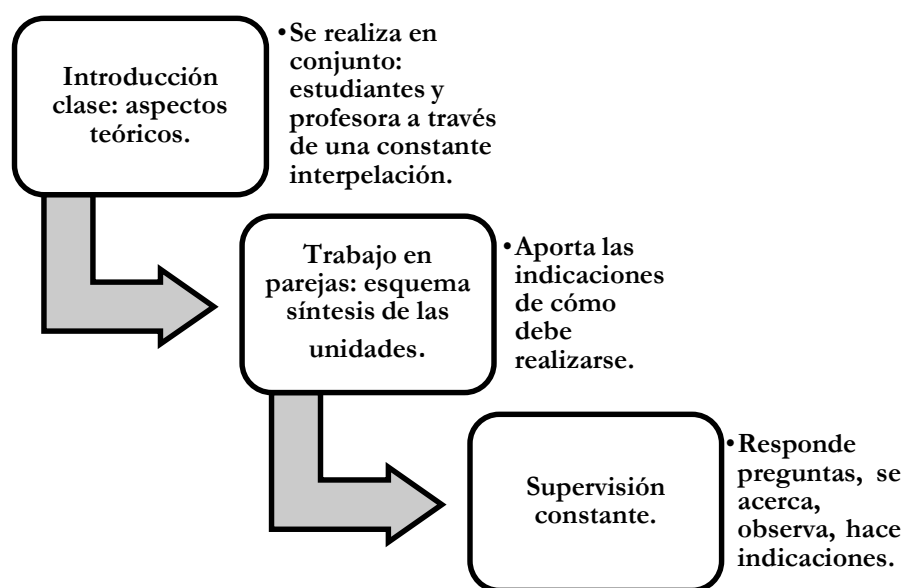 Introducción
clase: aspectos
teóricos.
•Se realiza en
conjunto:
estudiantes y
profesora a través
de una constante
interpelación.
Trabajo en
parejas: esquema
síntesis de las
unidades.
•Aporta las
indicaciones
de cómo
debe
realizarse.
Supervisión
constante.
•Responde
preguntas, se
acerca,
observa, hace
indicaciones.